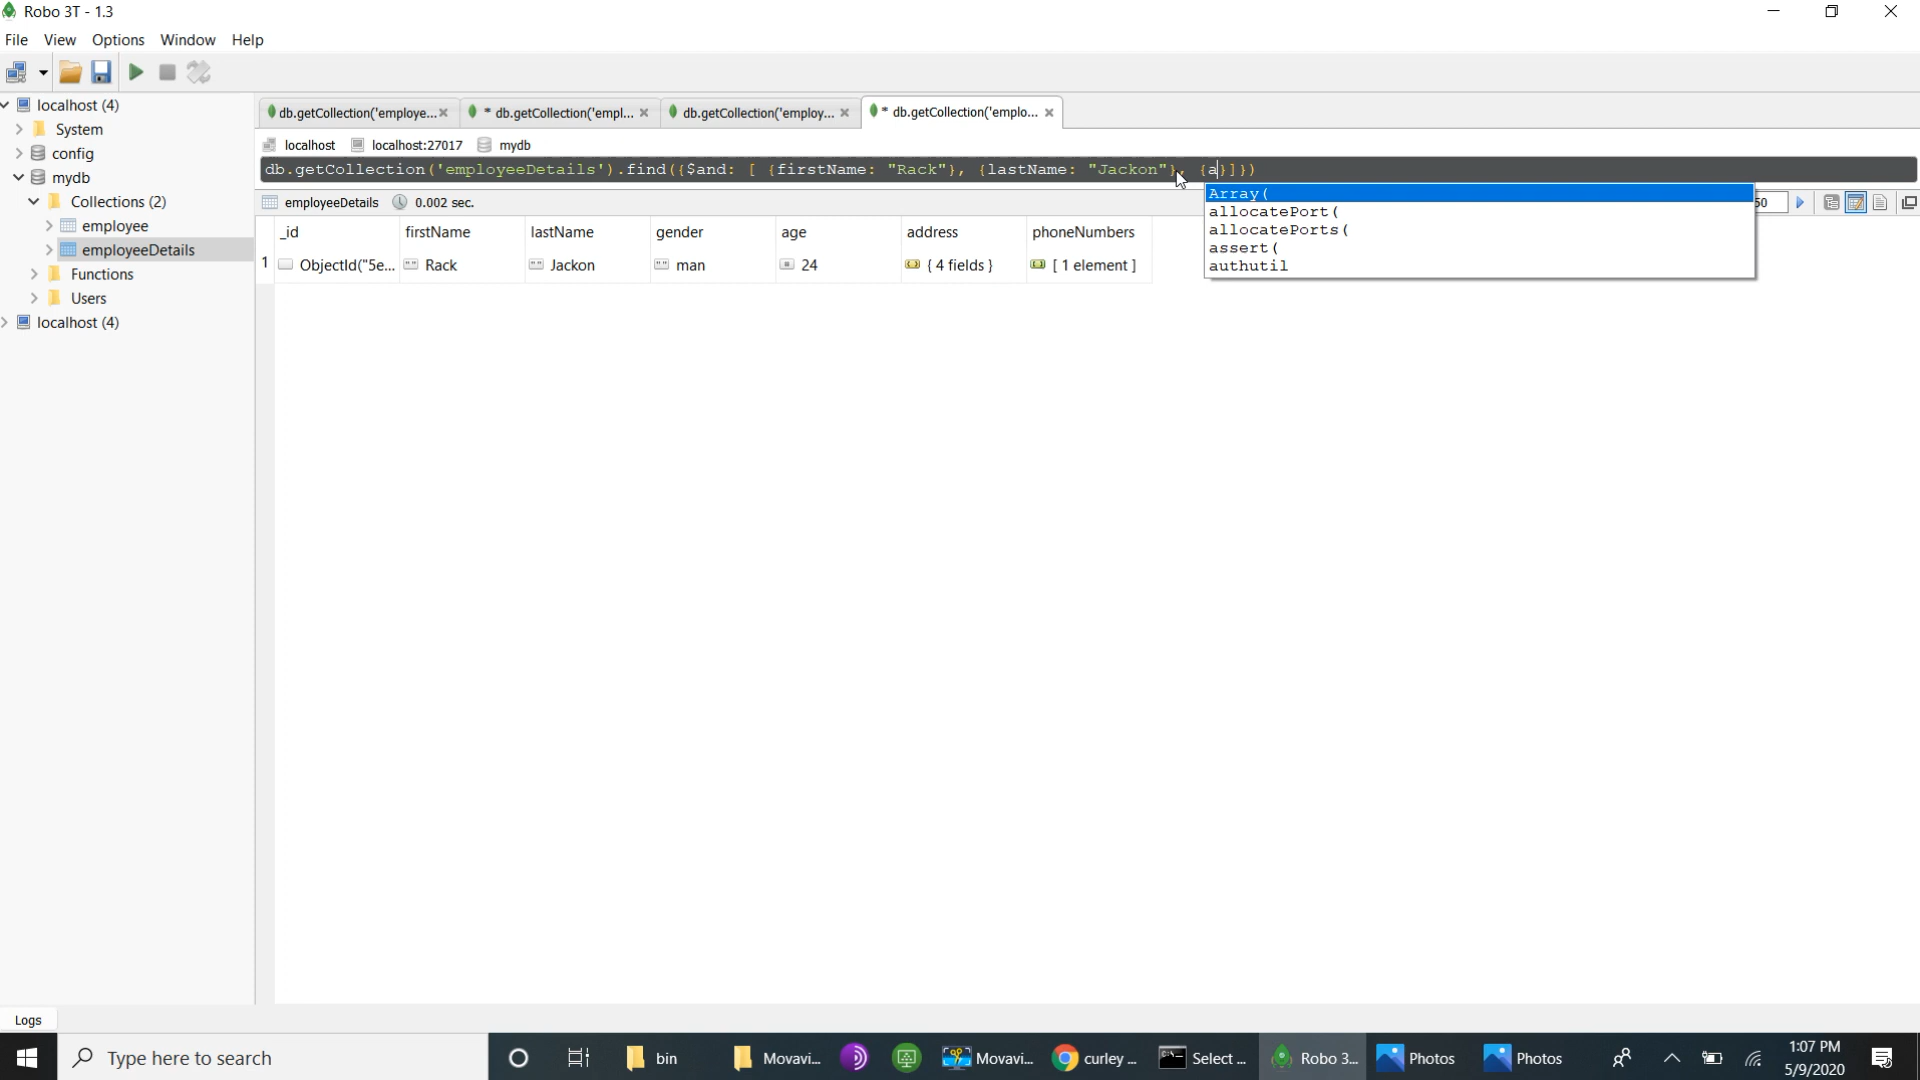 Robo 3T - 1.3
File View Options Window Help
localhost (4)
System
config
mydb
Collections (2)
employee
employeeDetails
Functions
Users
localhost (4)
db.getCollection('employe... * db.getCollection('empl... db.getCollection('employ... * db.getCollection('emplo...
localhost localhost:27017 mydb
db.getCollection('employeeDetails').find({$and: [ {firstName: "Rack"}, {lastName: "Jackon"}, {a}]})
Array(
allocatePort(
allocatePorts(
assert(
authutil
employeeDetails 0.002 sec. 50
_id firstName lastName gender age address phoneNumbers
1 ObjectId("5e... Rack Jackon man 24 { 4 fields } [ 1 element ]
Logs
Type here to search bin Movavi... Movavi... curley ... Select ... Robo 3... Photos Photos
1:07 PM
5/9/2020